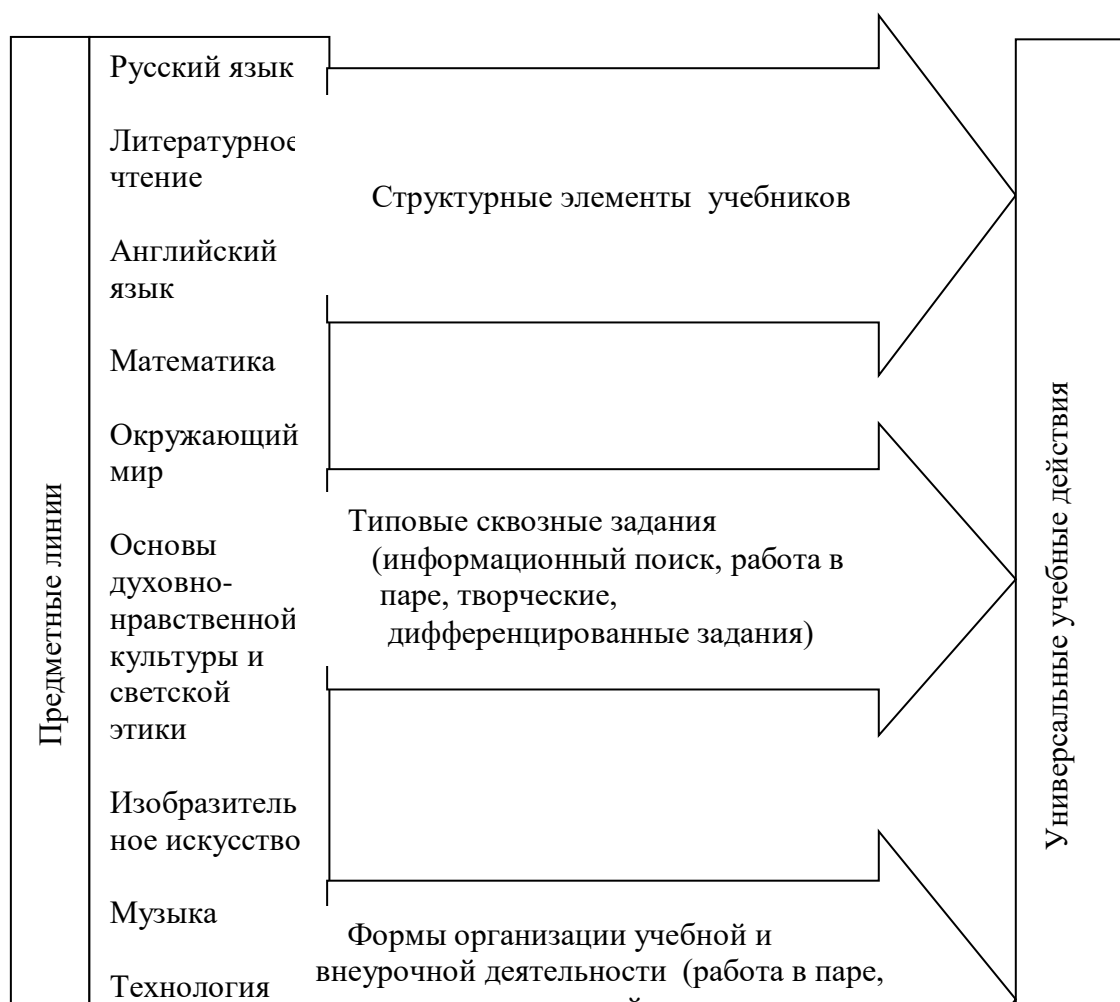 Предметные линии
Русский язык
Литературное
чтение
Английский
язык
Математика
Окружающий
мир
Основы
духовно-
нравственной
культуры и
светской
этики
Изобразитель
ное искусство
Музыка
Технология
Структурные элементы учебников
Типовые сквозные задания
(информационный поиск, работа в
паре, творческие,
дифференцированные задания)
Формы организации учебной и
внеурочной деятельности (работа в паре,
Универсальные учебные действия